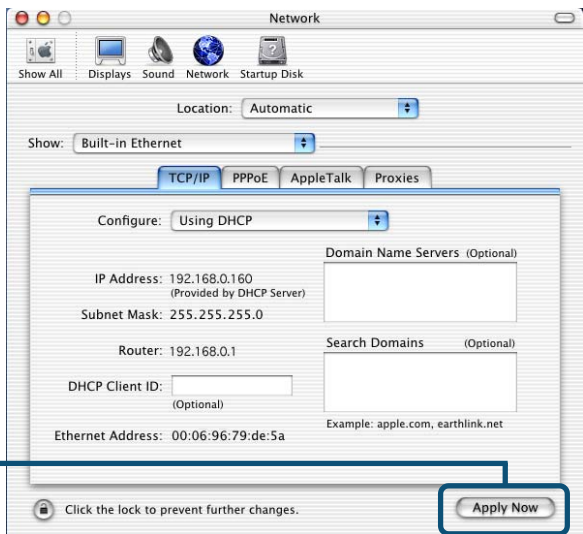 Network
Show All Displays Sound Network Startup Disk
Location: Automatic
Show: Built-in Ethernet
TCP/IP PPPoE AppleTalk Proxies
Configure: Using DHCP
Domain Name Servers (Optional)
IP Address: 192.168.0.160
(Provided by DHCP Server)
Subnet Mask: 255.255.255.0
Search Domains (Optional)
Router: 192.168.0.1
DHCP Client ID:
(Optional)
Example: apple.com, earthlink.net
Ethernet Address: 00:06:96:79:de:5a
Click the lock to prevent further changes.
Apply Now